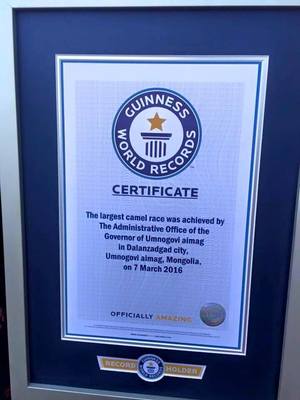 GUINNESS
WORLD RECORDS
CERTIFICATE
The largest camel race was achieved by
The Administrative Office of the
Governor of Umnogovi aimag
in Dalanzadgad city,
Umnogovi aimag, Mongolia,
on 7 March 2016
OFFICIALLY AMAZING
RECORD HOLDER